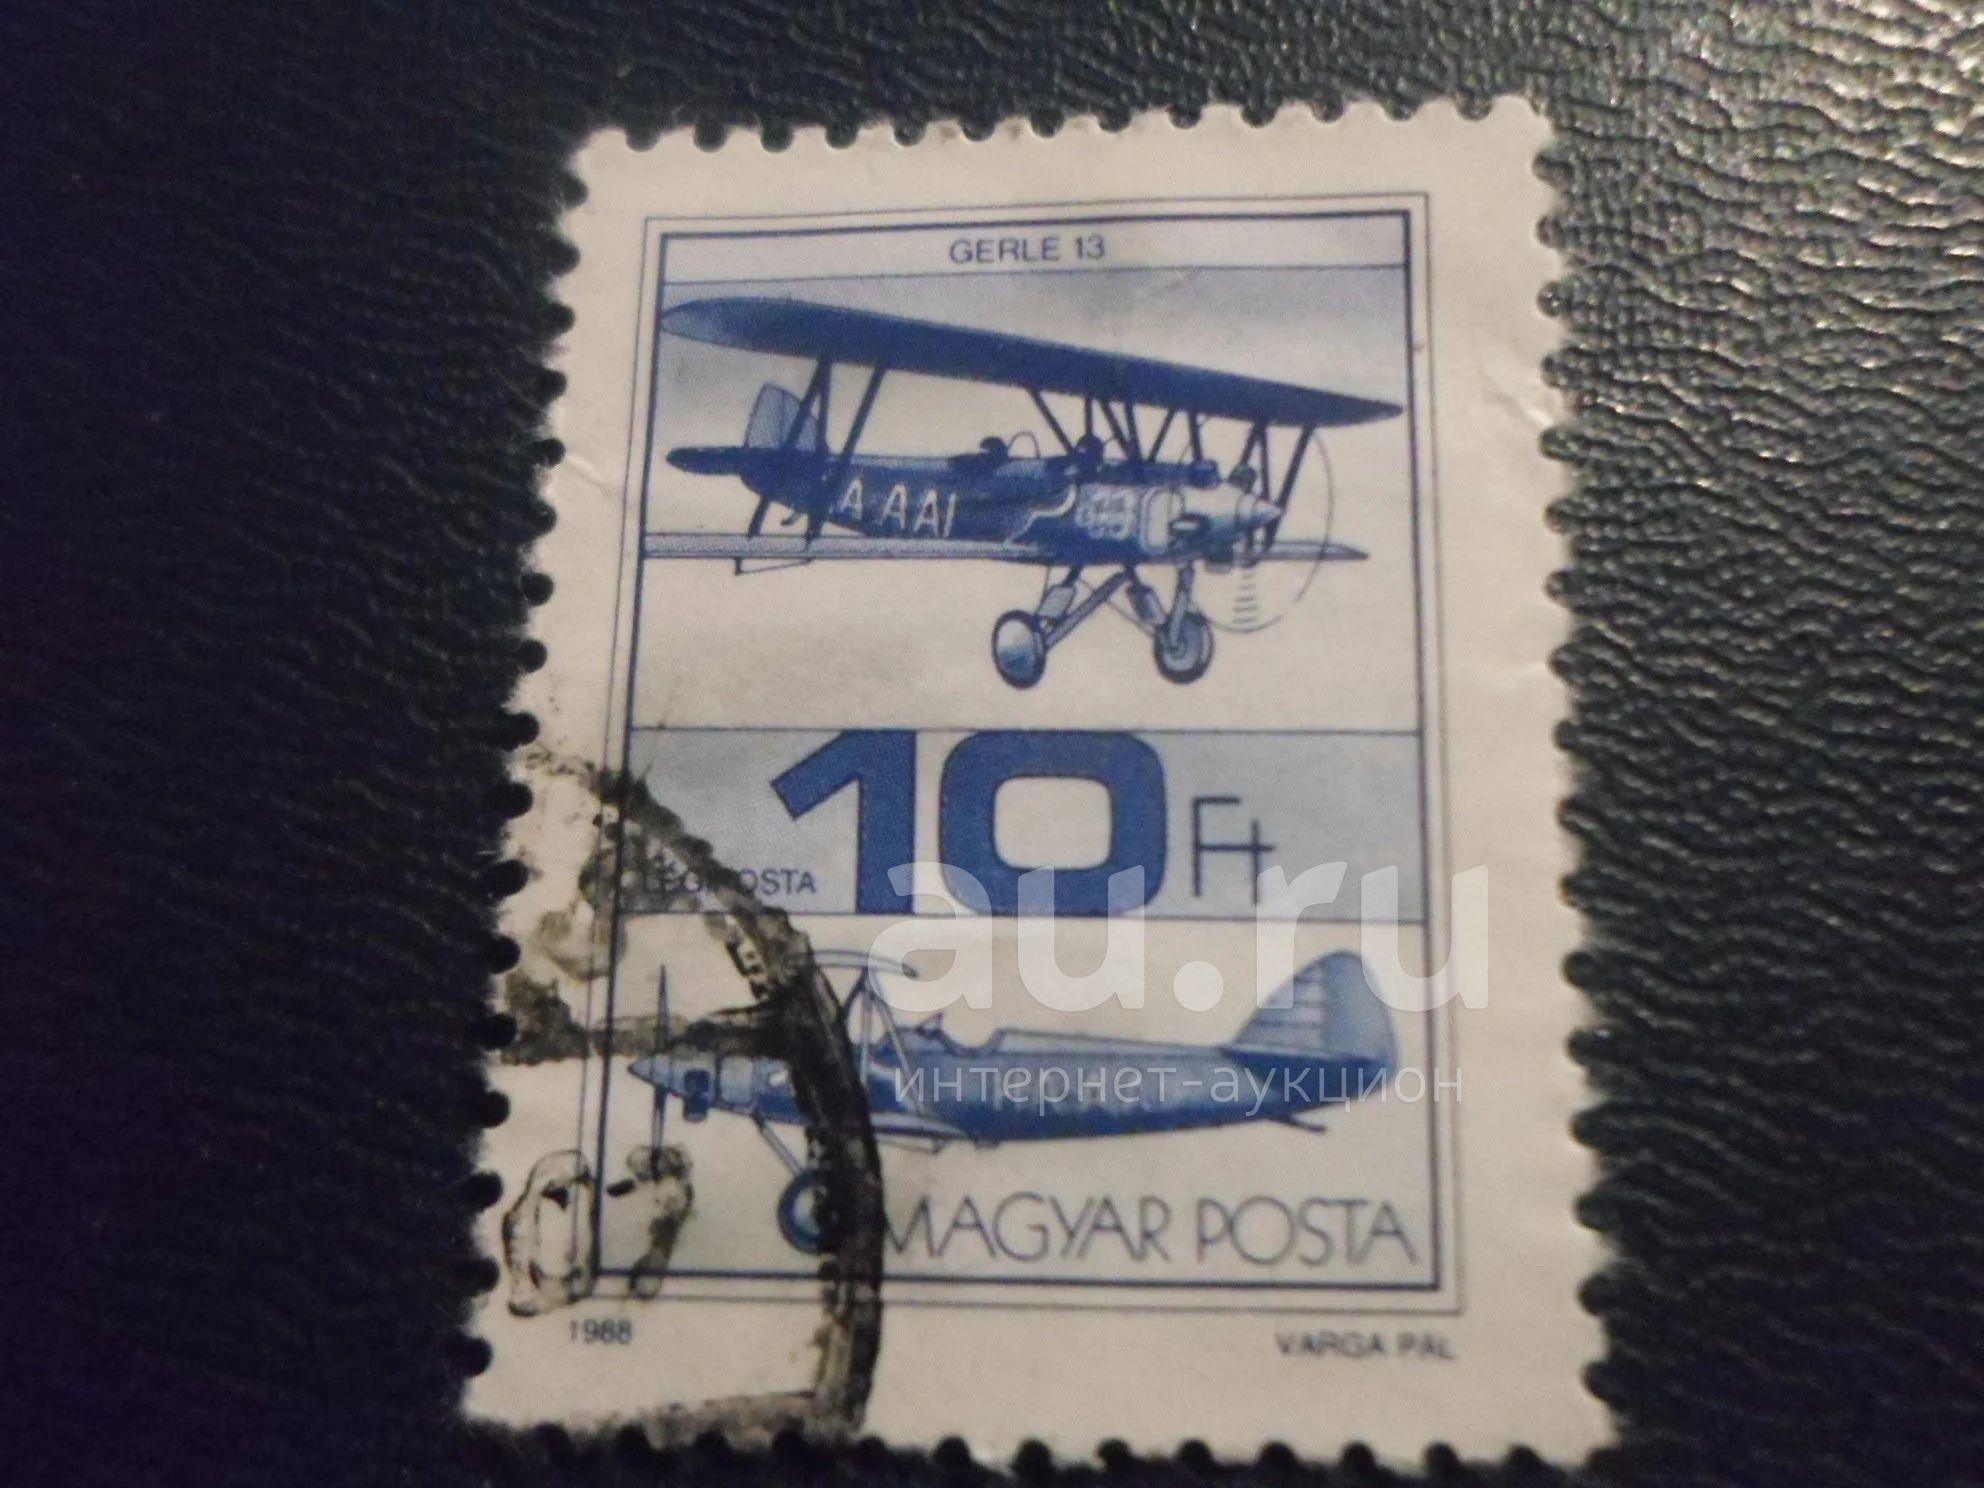 GERLE 13
A-AAI
10 Ft
LÉGIPOSTA
au.ru
интернет-аукцион
MAGYAR POSTA
1988
VARGA PÁL